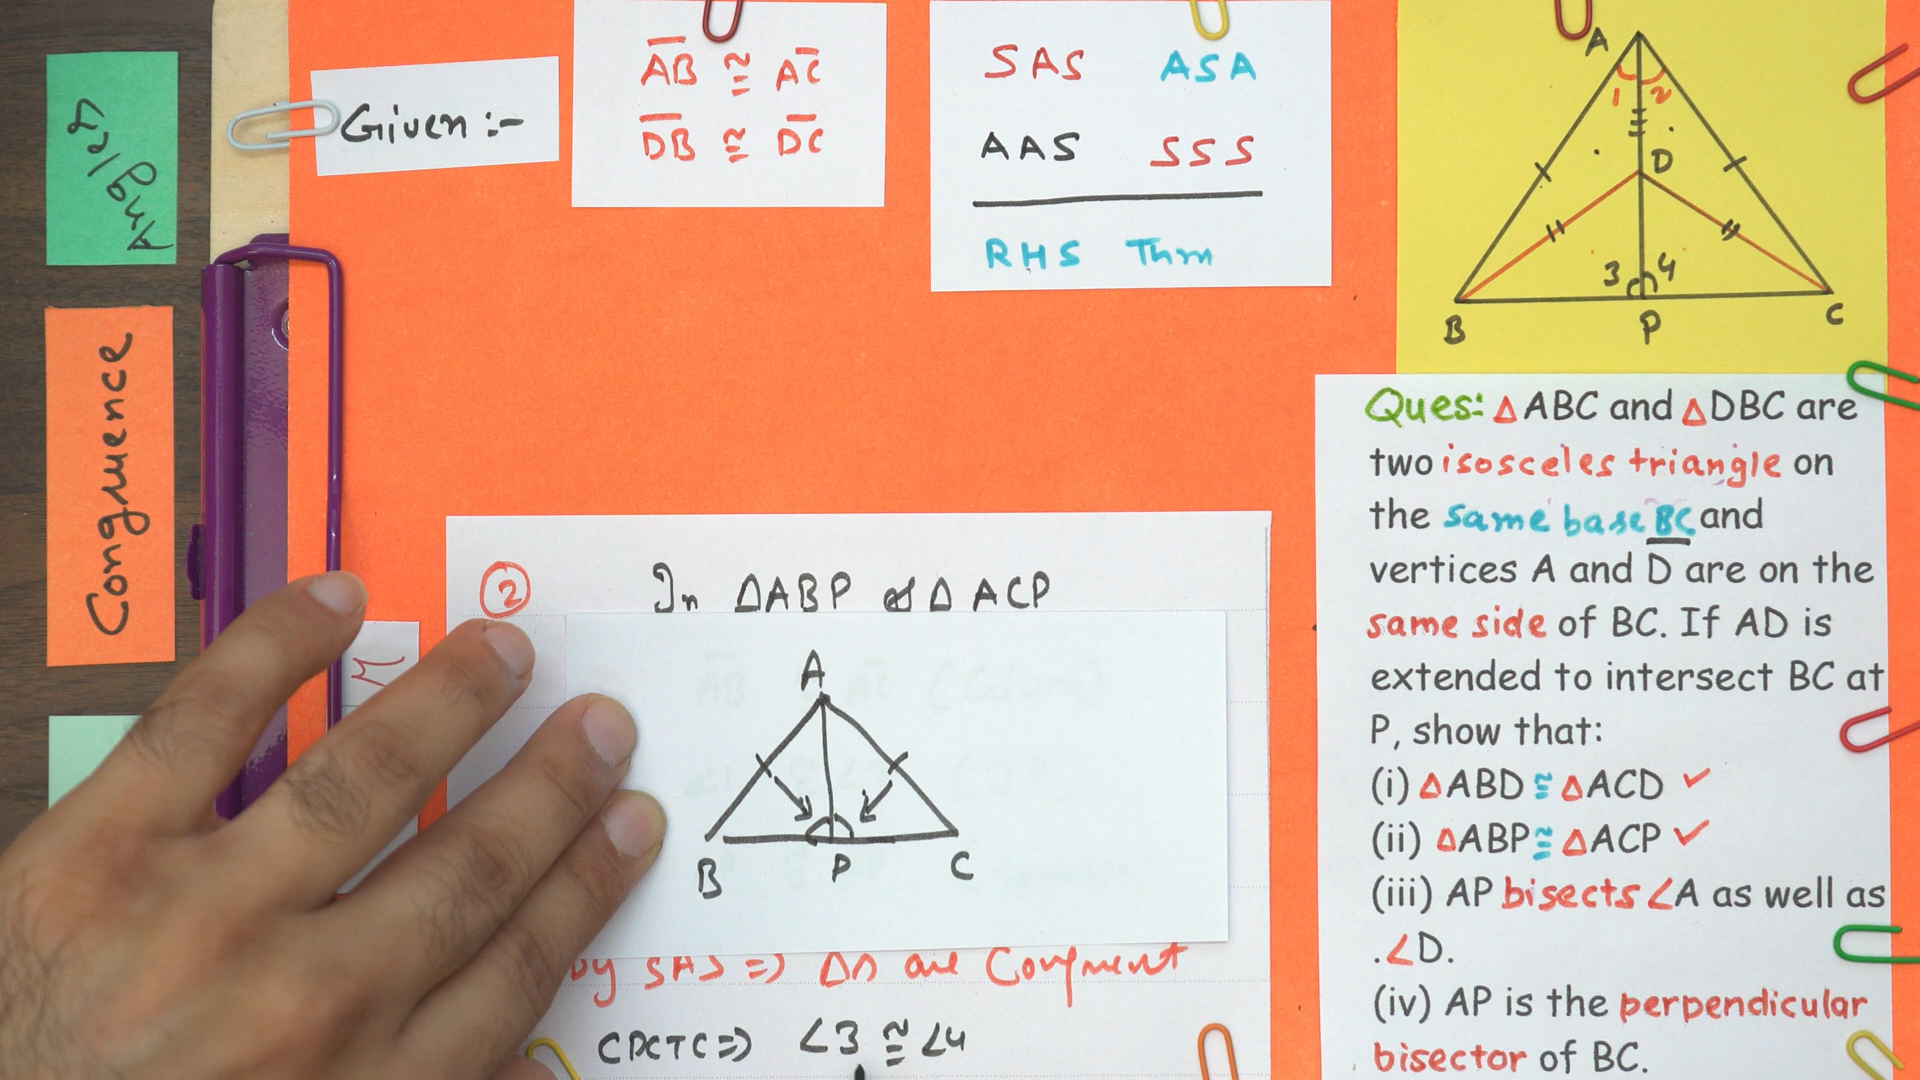 Angles
Congruence
Given :-
AB ≅ AC
DB ≅ DC
SAS ASA
AAS SSS
RHS Thm
A
1 2
D
3 4
B P C
Ques: △ABC and △DBC are
two isosceles triangle on
the same base BC and
vertices A and D are on the
same side of BC. If AD is
extended to intersect BC at
P, show that:
(i) △ABD ≅ △ACD ✓
(ii) △ABP ≅ △ACP ✓
(iii) AP bisects ∠A as well as
.∠D.
(iv) AP is the perpendicular
bisector of BC.
2 In △ABP & △ACP
A
B P C
by SAS ⇒ △s are Congruent
CPCTC ⇒ ∠3 ≅ ∠4